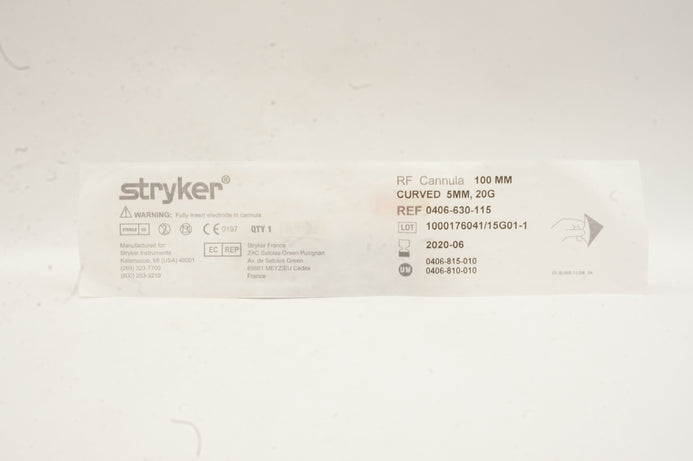 stryker®
WARNING: Fully insert electrode in cannula
STERILE EO
CE 0197
QTY 1
Manufactured for:
Stryker Instruments
Kalamazoo, MI (USA) 49001
(269) 323-7700
(800) 253-3210
EC REP
Stryker France
ZAC Satolas Green Pusignan
Av. de Satolas Green
69881 MEYZIEU Cedex
France
RF Cannula 100 MM
CURVED 5MM, 20G
REF 0406-630-115
LOT 1000176041/15G01-1
2020-06
UW 0406-815-010
0406-810-010